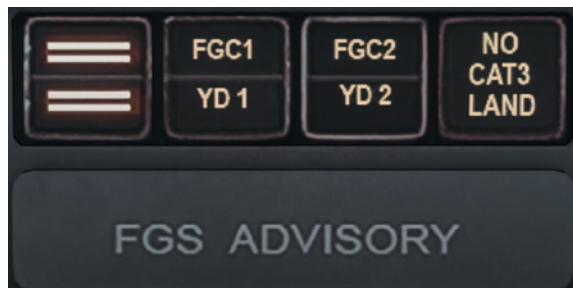 FGC1 FGC2 NO
CAT3
YD 1 YD 2 LAND
FGS ADVISORY